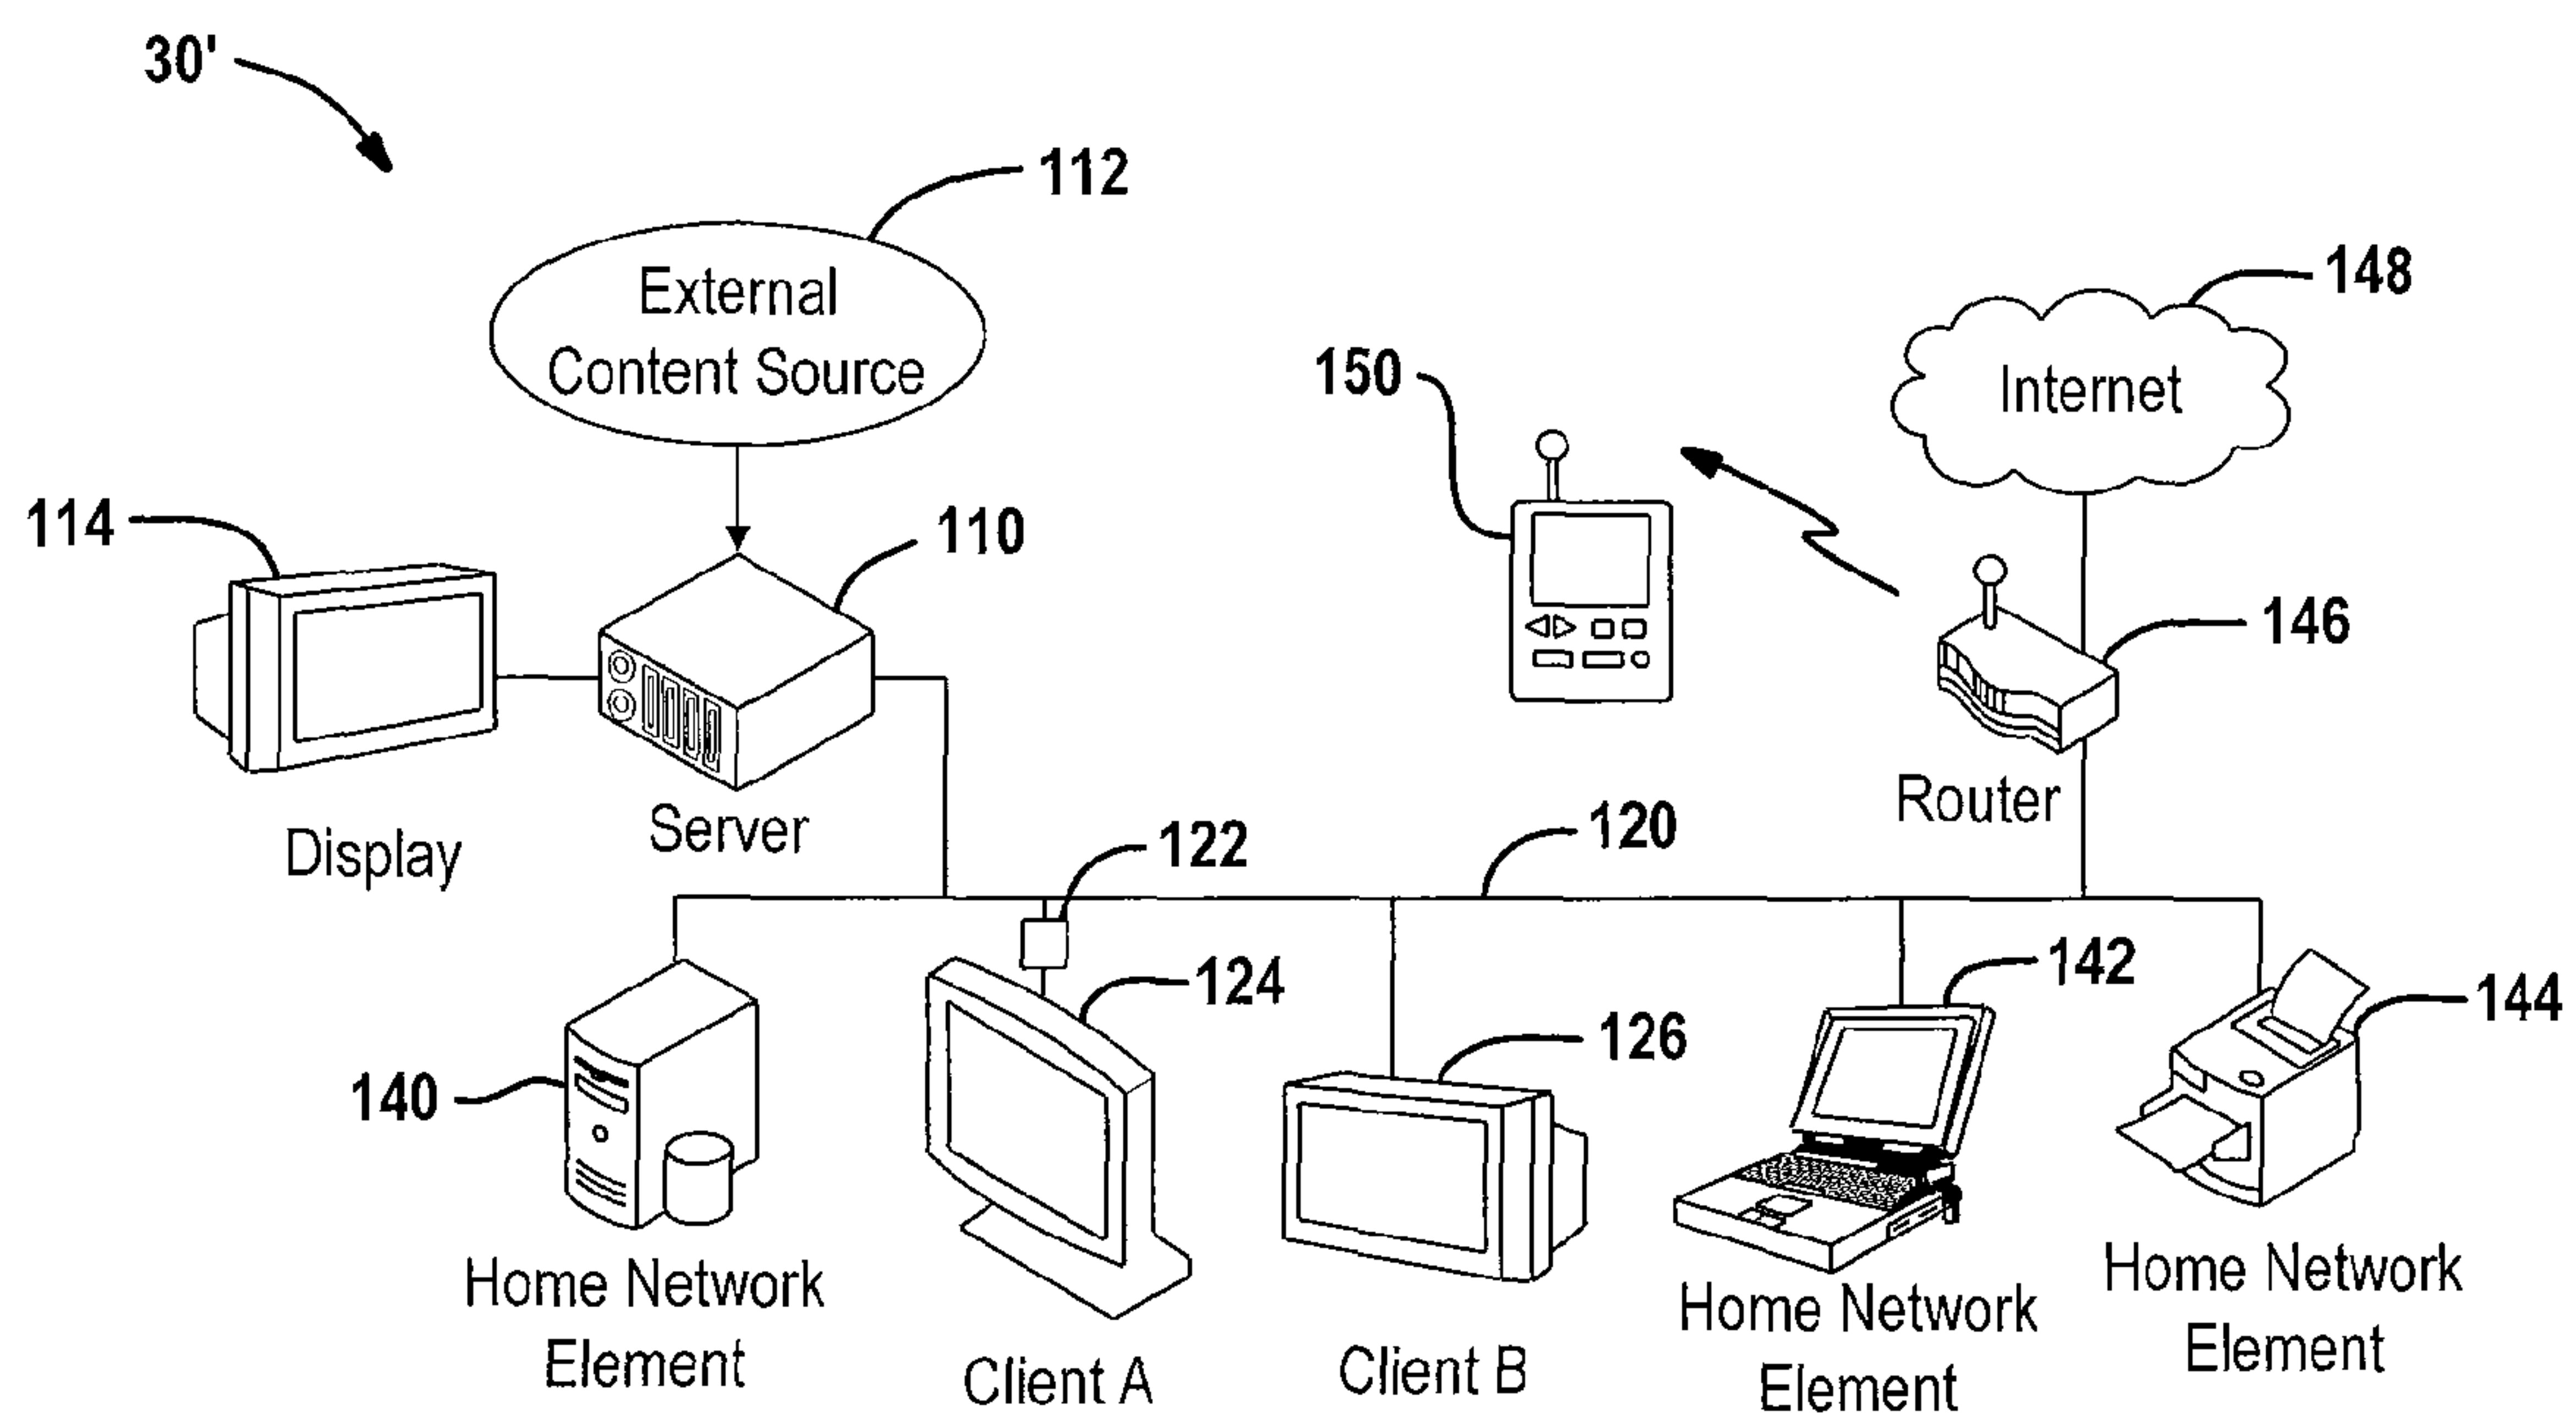 30'
112
External
Content Source
148
Internet
150
114
110
146
Router
Server
Display
122
120
124
142
144
126
140
Home Network
Element
Client A
Client B
Home Network
Element
Home Network
Element